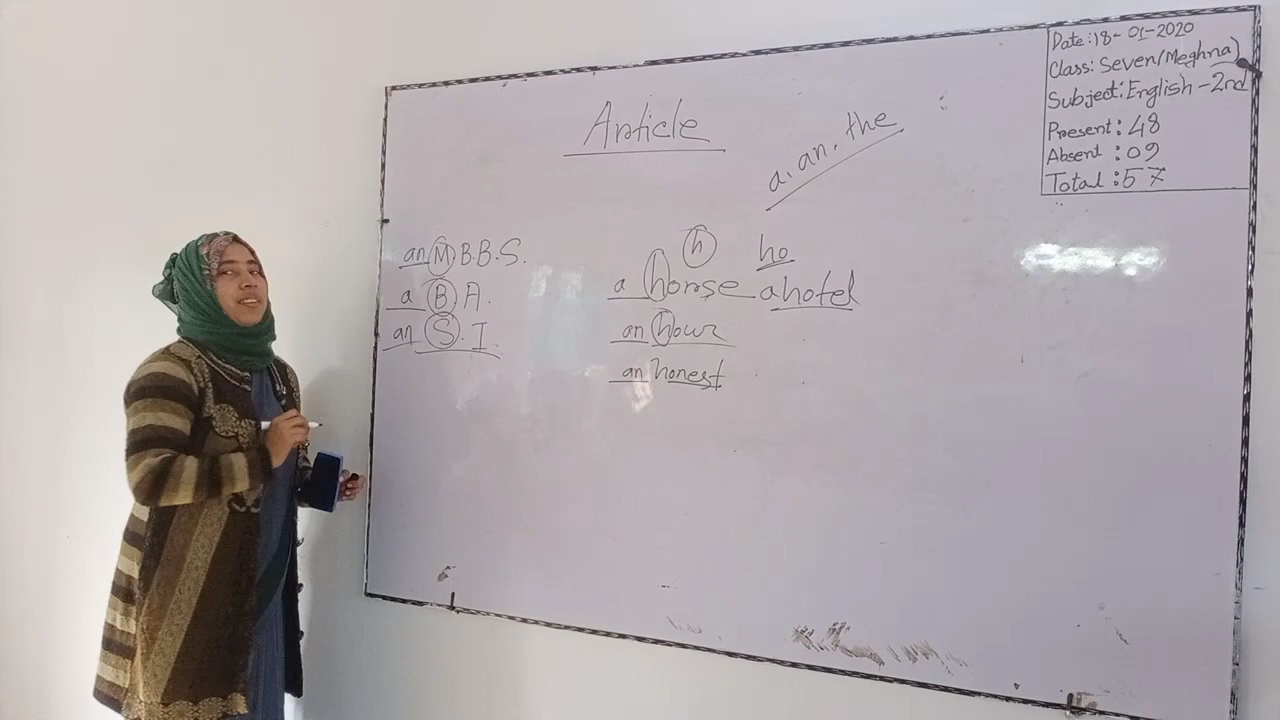 Article
a. an. the
an M B.B.S.
a B A.
an S. I
h
ho
a horse a hotel
an hour
an honest
Date: 18-01-2020
Class: Seven (Meghna)
Subject: English - 2nd
Present: 48
Absent: 09
Total: 57